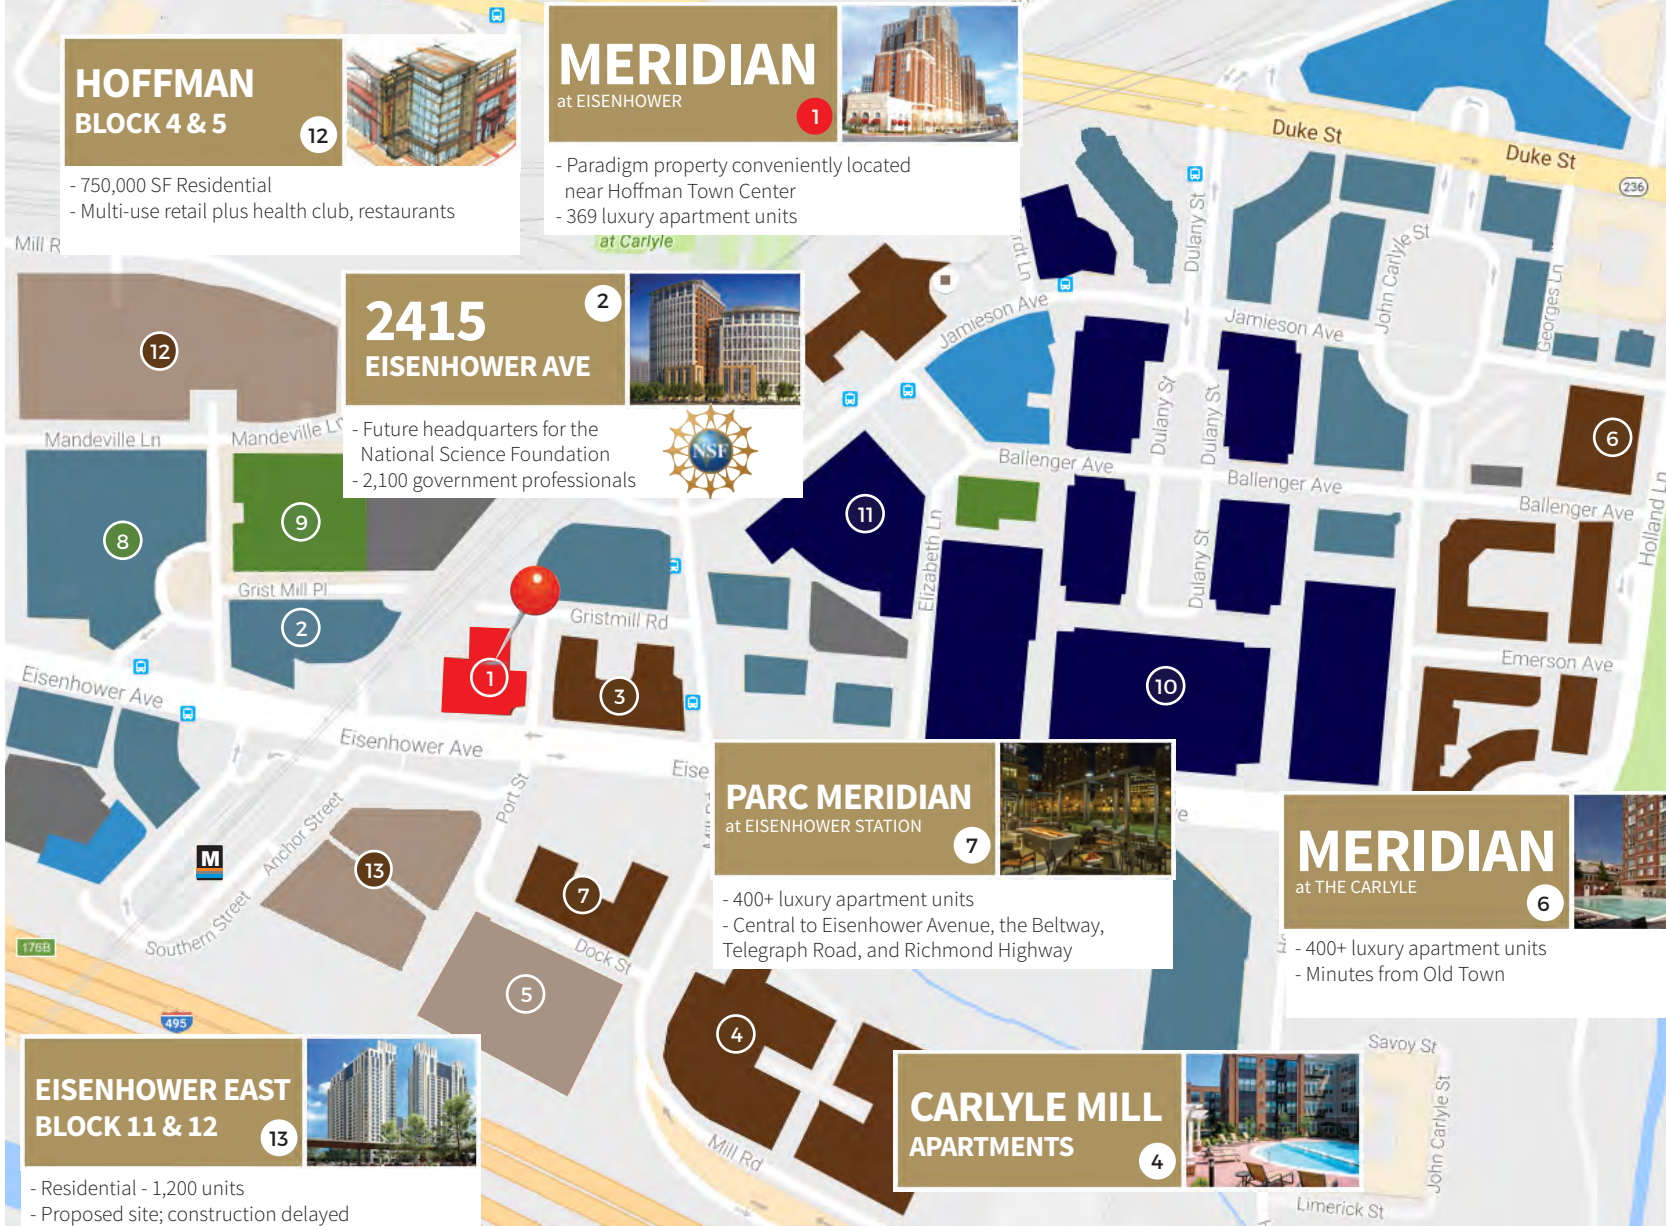 HOFFMAN
BLOCK 4 & 5
12
- 750,000 SF Residential
- Multi-use retail plus health club, restaurants
MERIDIAN
at EISENHOWER
1
- Paradigm property conveniently located
near Hoffman Town Center
- 369 luxury apartment units
at Carlyle
Duke St
Duke St
236
Mill R
12
Mandeville Ln
Mandeville Ln
2415
EISENHOWER AVE
2
- Future headquarters for the
National Science Foundation
- 2,100 government professionals
NSF
rdt Ln
Dulany St
John Carlyle St
Georges Ln
Jamieson Ave
Jamieson Ave
Dulany St
Dulany St
Ballenger Ave
Ballenger Ave
Ballenger Ave
6
Holland Ln
8
9
11
Elizabeth Ln
Dulany St
Grist Mill Pl
2
Gristmill Rd
1
3
10
Emerson Ave
Eisenhower Ave
Eisenhower Ave
Eise
e
Port St
Anchor Street
Southern Street
M
13
7
Dock St
5
4
176B
495
Mill Rd
PARC MERIDIAN
at EISENHOWER STATION
7
- 400+ luxury apartment units
- Central to Eisenhower Avenue, the Beltway,
Telegraph Road, and Richmond Highway
MERIDIAN
at THE CARLYLE
6
- 400+ luxury apartment units
- Minutes from Old Town
EISENHOWER EAST
BLOCK 11 & 12
13
- Residential - 1,200 units
- Proposed site; construction delayed
CARLYLE MILL
APARTMENTS
4
Savoy St
John Carlyle St
Limerick St